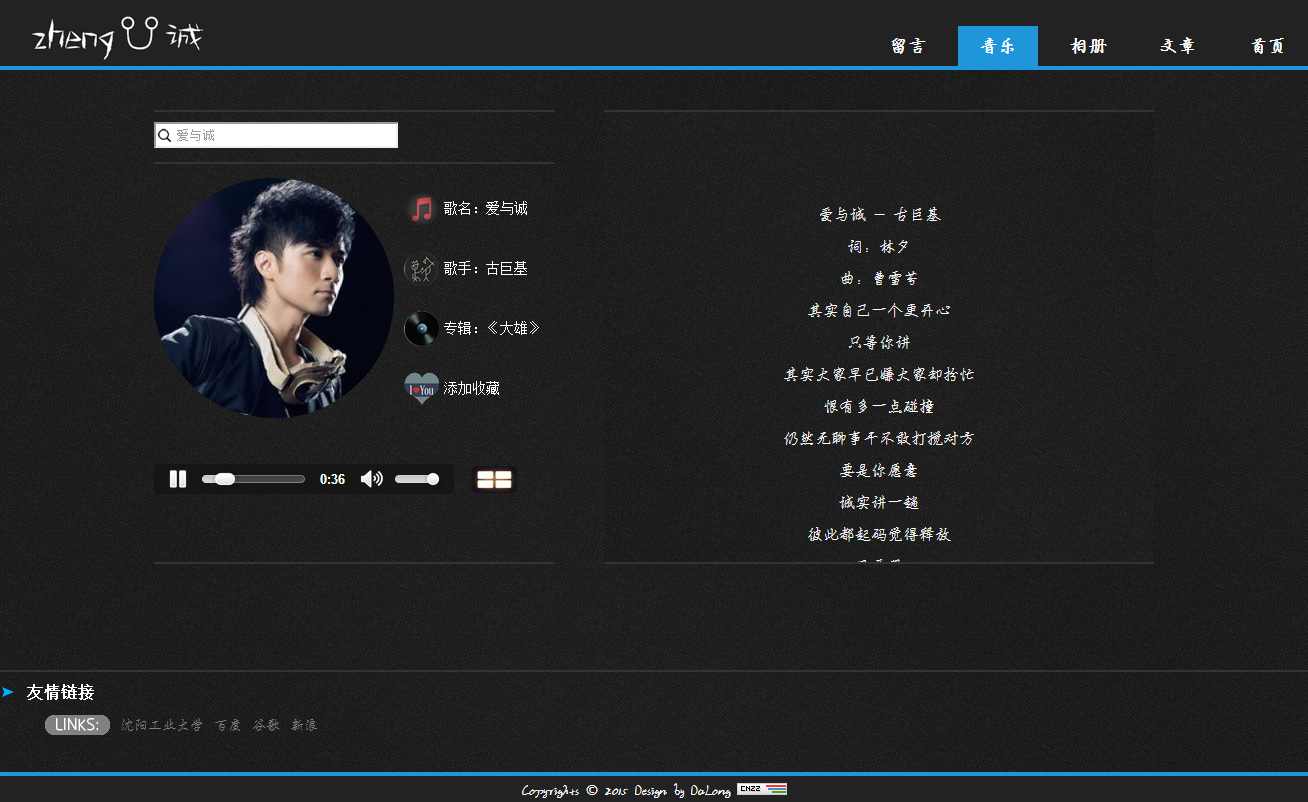 zheng 诚
留言 音乐 相册 文章 首页
爱与诚
歌名：爱与诚
歌手：古巨基
专辑：《大雄》
I You 添加收藏
0:36
爱与诚 － 古巨基
词：林夕
曲：曹雪芩
其实自己一个更开心
只等你讲
其实大家早已嫌大家却扮忙
恨有多一点碰撞
仍然无聊事干不敢打搅对方
要是你愿意
诚实讲一趟
彼此都起码觉得释放
友情链接
LINKS: 沈阳工业大学 百度 谷歌 新浪
Copyrights © 2015 Design by DaLong CNZZ